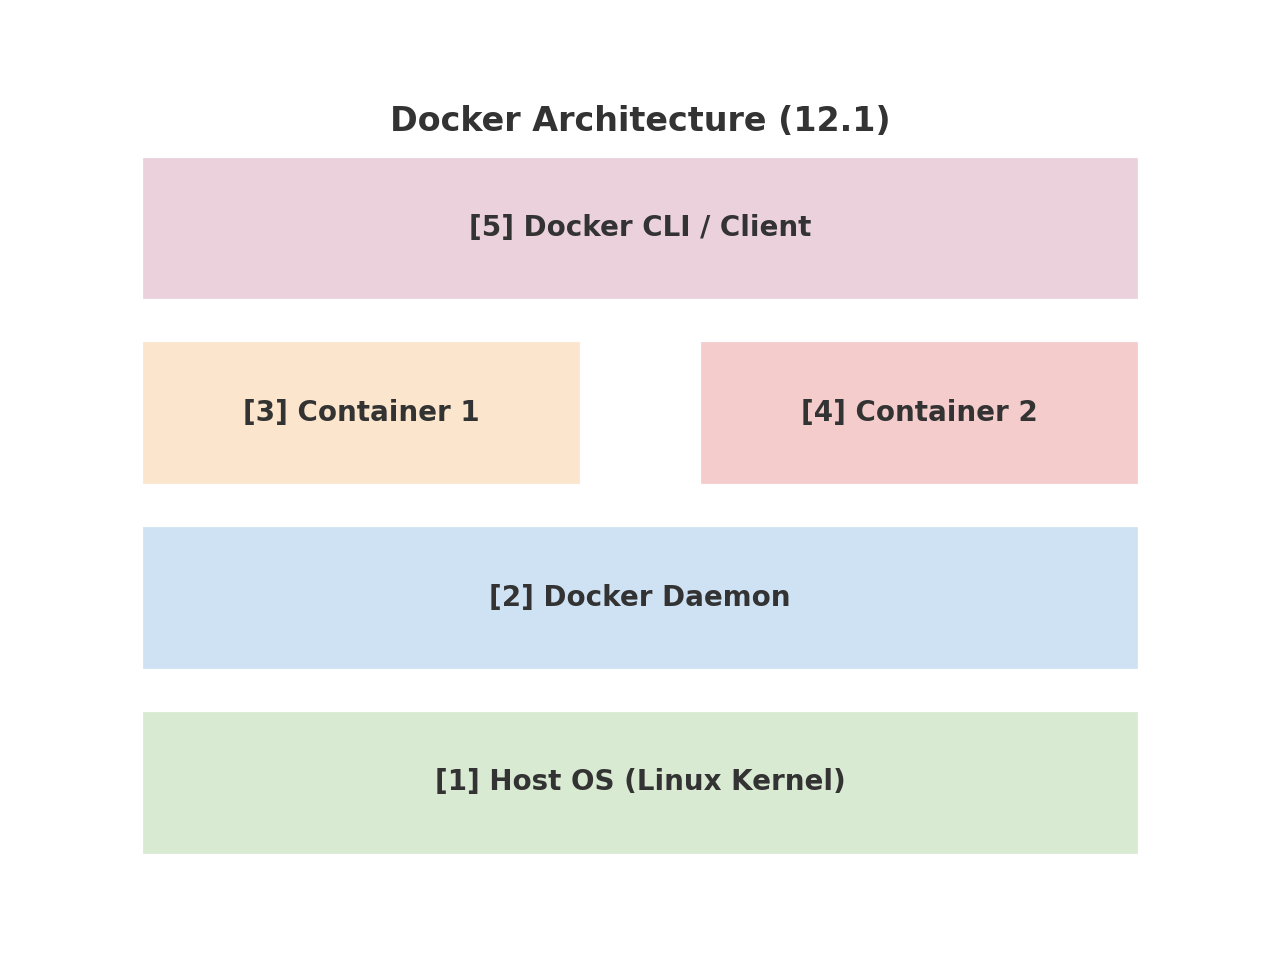 Docker Architecture (12.1)
[5] Docker CLI / Client
[3] Container 1
[4] Container 2
[2] Docker Daemon
[1] Host OS (Linux Kernel)